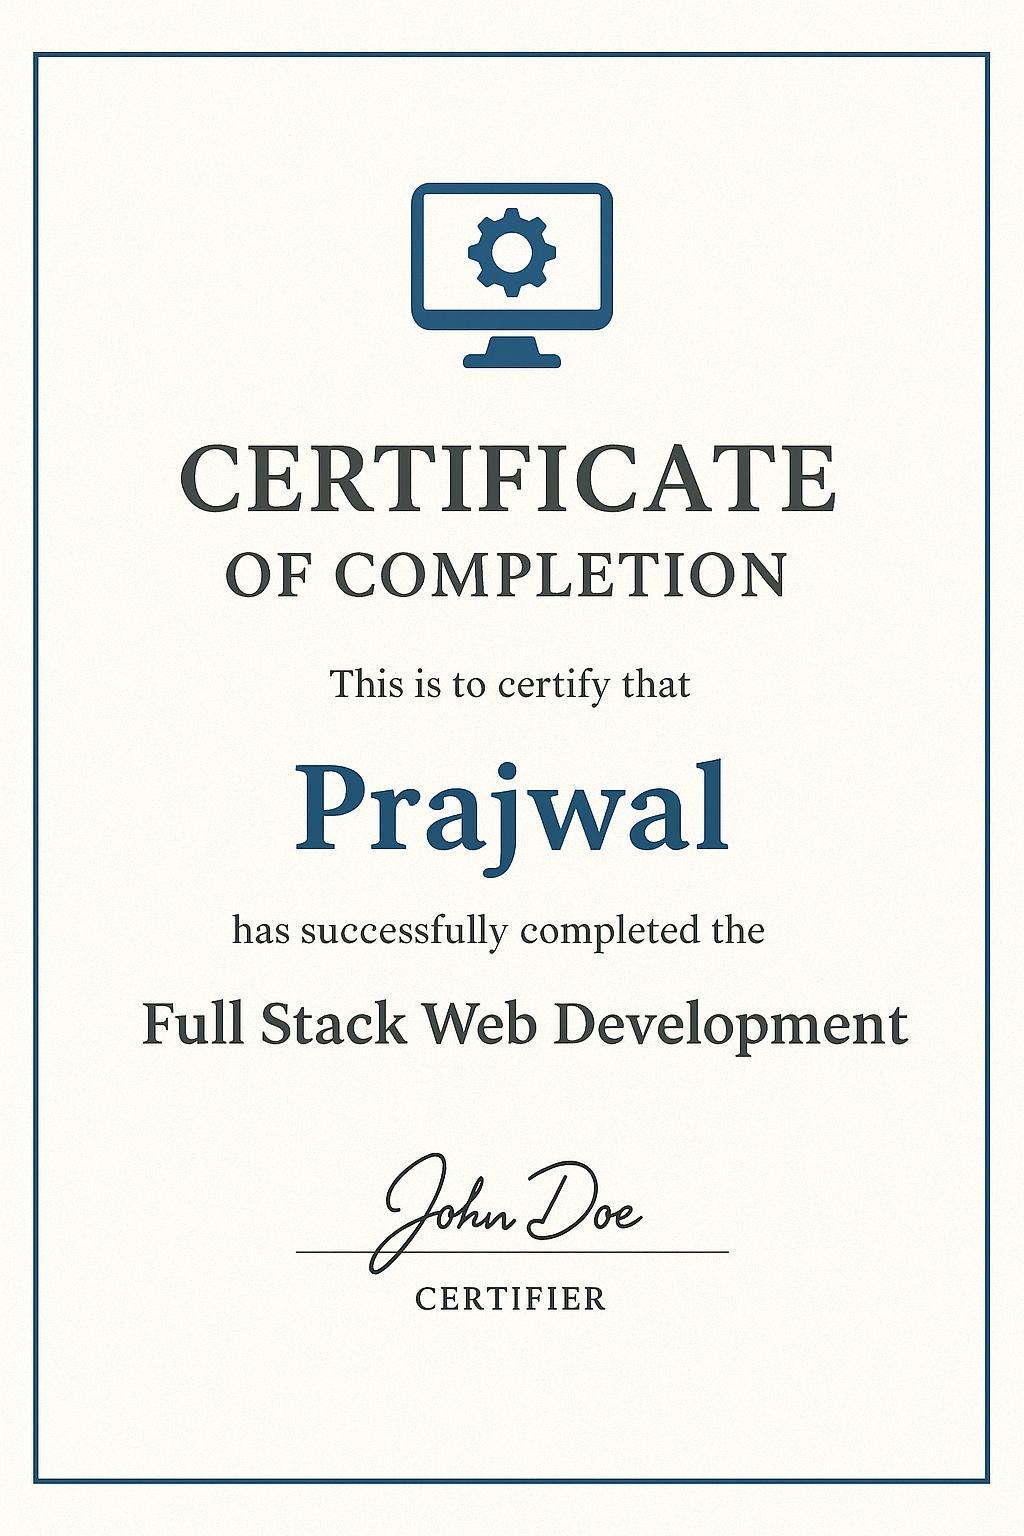 CERTIFICATE
OF COMPLETION
This is to certify that
Prajwal
has successfully completed the
Full Stack Web Development
John Doe
CERTIFIER